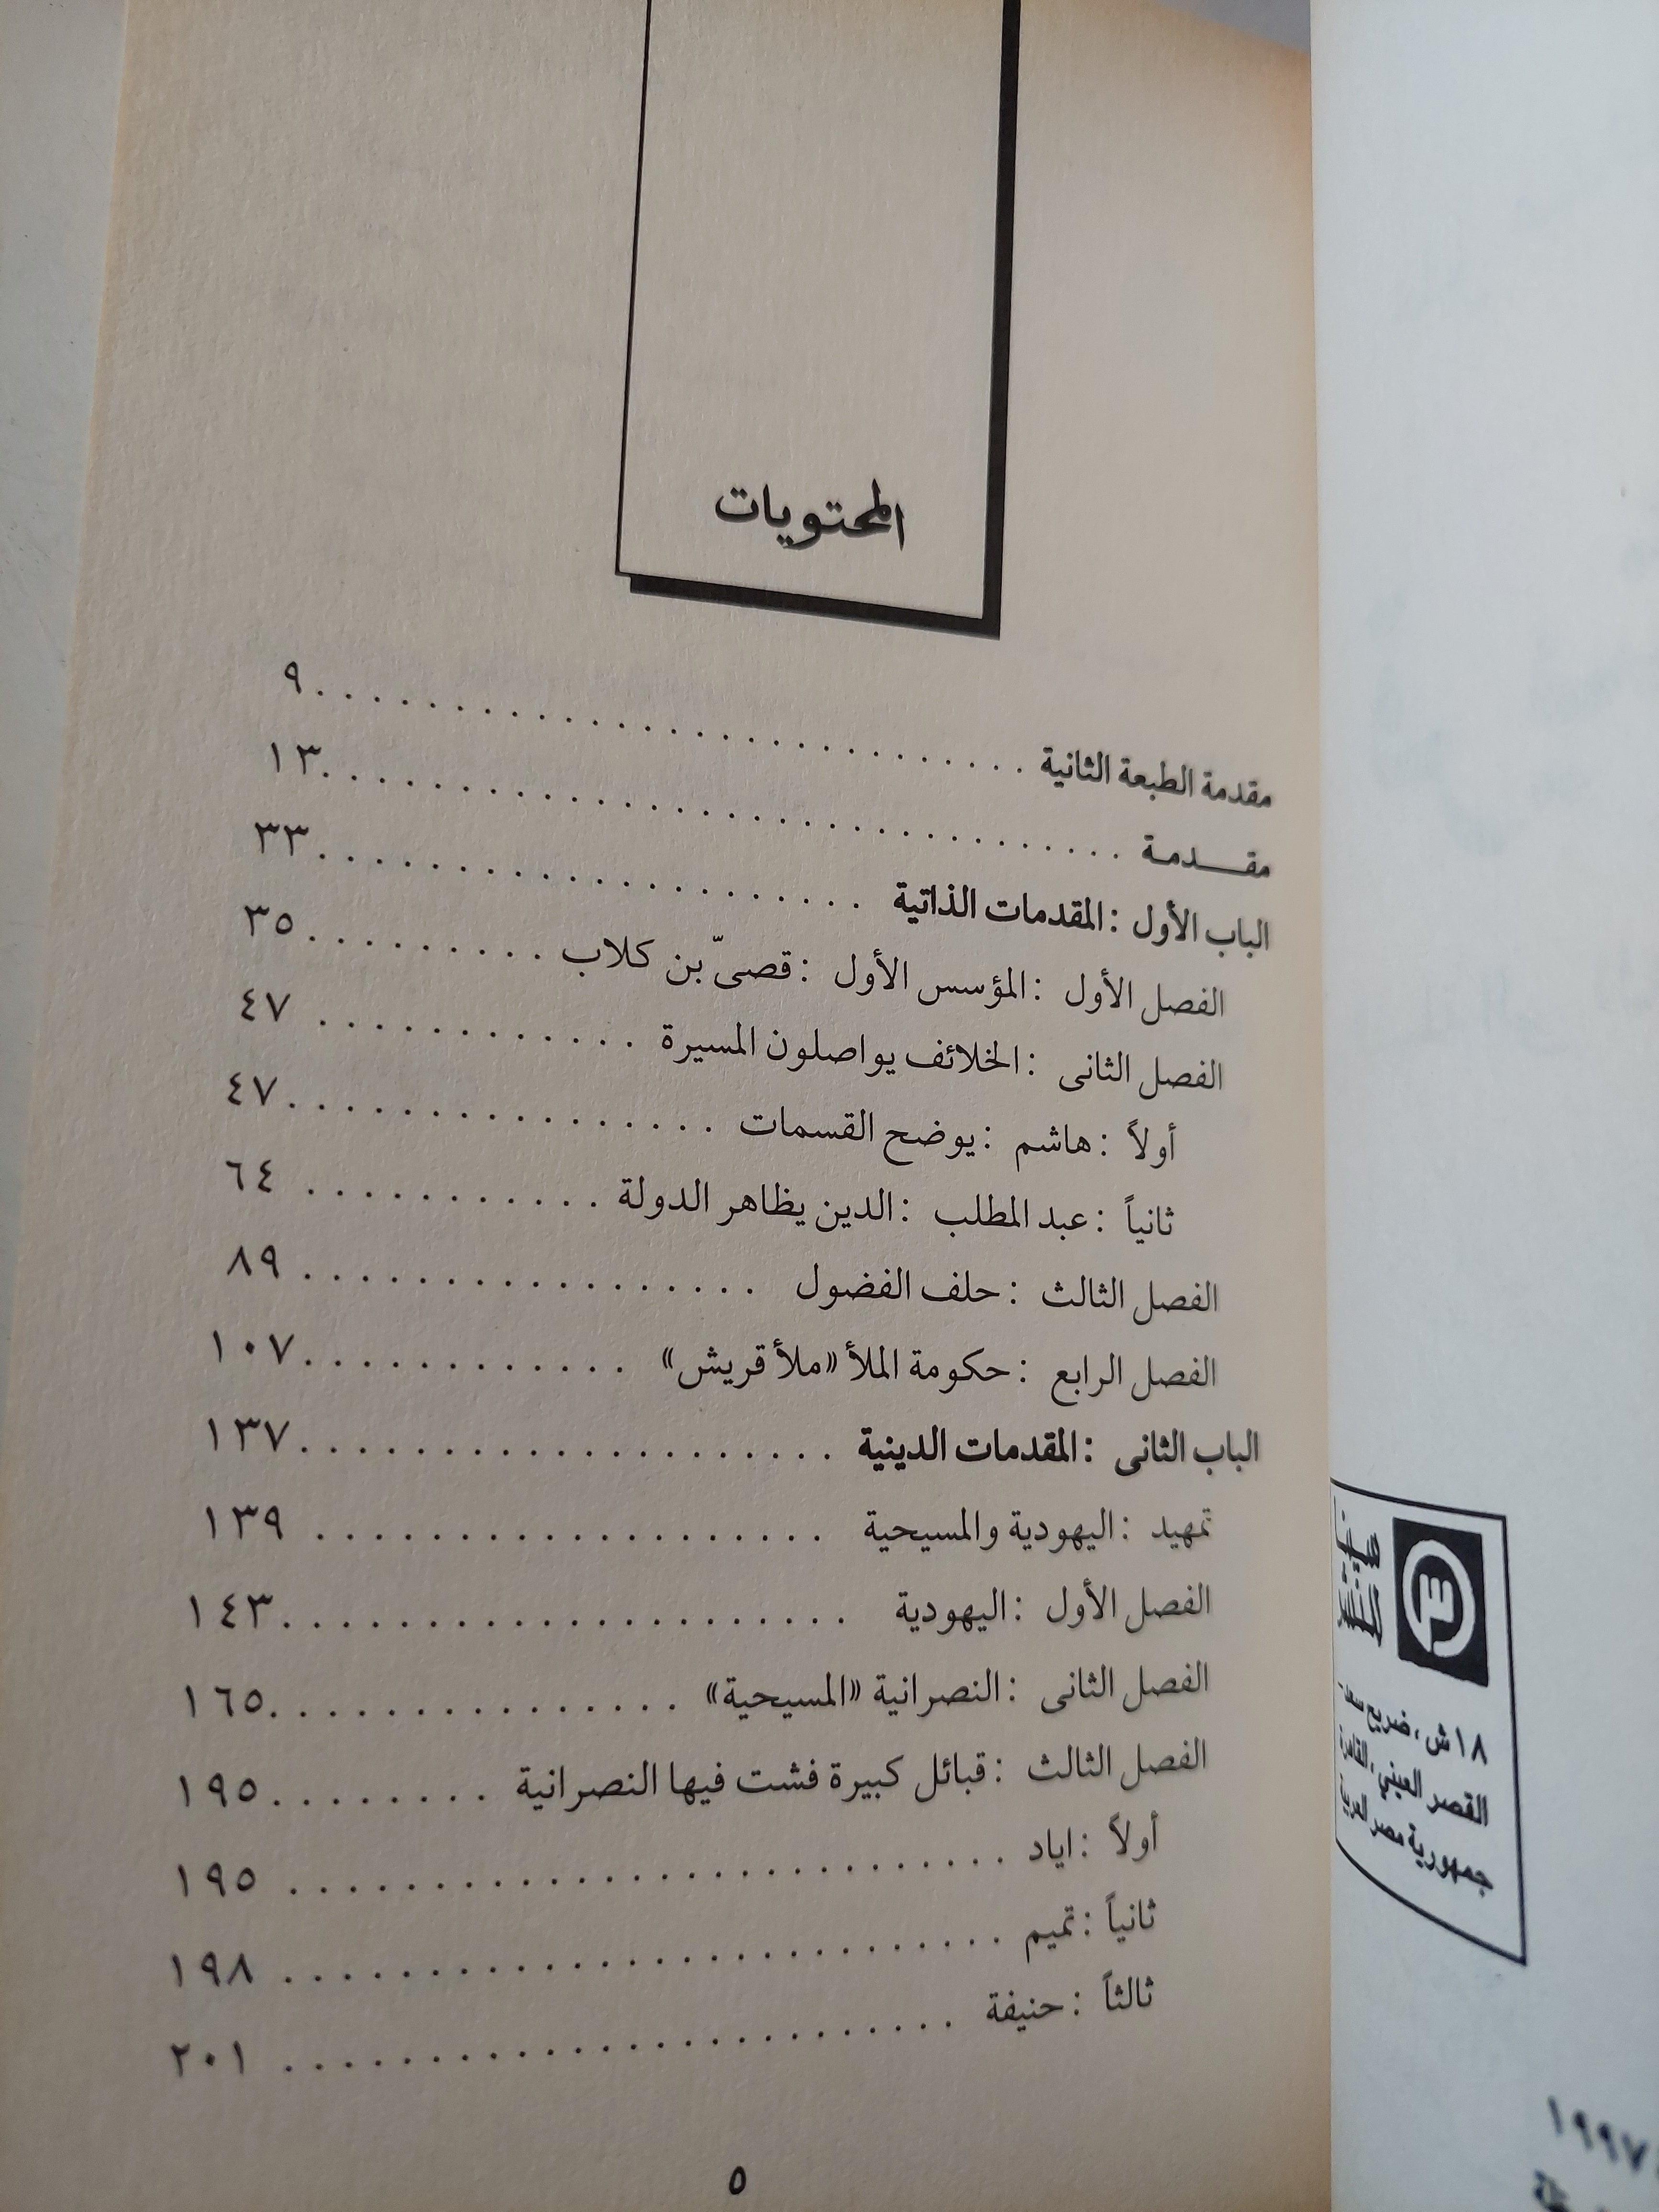 المحتويات
مقدمة الطبعة الثانية . . . . . . . . . . . . . . . . . . . . . . . . . . ٩
مقـــدمـة . . . . . . . . . . . . . . . . . . . . . . . . . . . . . ١٣
الباب الأول : المقدمات الذاتية . . . . . . . . . . . . . . . . . . . . ٣٣
الفصل الأول : المؤسس الأول : قصىّ بن كلاب . . . . . . . . . ٣٥
الفصل الثانى : الخلائف يواصلون المسيرة . . . . . . . . . . . . ٤٧
أولاً : هاشم : يوضح القسمات . . . . . . . . . . . . . . . . ٤٧
ثانياً : عبد المطلب : الدين يظاهر الدولة . . . . . . . . . . . ٦٤
الفصل الثالث : حلف الفضول . . . . . . . . . . . . . . . . . ٨٩
الفصل الرابع : حكومة الملأ «ملأ قريش» . . . . . . . . . . . . ١٠٧
الباب الثانى : المقدمات الدينية . . . . . . . . . . . . . . . . . . . ١٣٧
تمهيد : اليهودية والمسيحية . . . . . . . . . . . . . . . . . . ١٣٩
الفصل الأول : اليهودية . . . . . . . . . . . . . . . . . . . . ١٤٣
الفصل الثانى : النصرانية «المسيحية» . . . . . . . . . . . . . . . ١٦٥
الفصل الثالث : قبائل كبيرة فشت فيها النصرانية . . . . . . . . ١٩٥
أولاً : اياد . . . . . . . . . . . . . . . . . . . . . . . . . ١٩٥
ثانياً : تميم . . . . . . . . . . . . . . . . . . . . . . . . . ١٩٨
ثالثاً : حنيفة . . . . . . . . . . . . . . . . . . . . . . . . ٢٠١
٥
سينا
للنشر
١٨ ش ، ضريح سعد
القصر العيني ، القاهرة
جمهورية مصر العربية
١٩٩٧